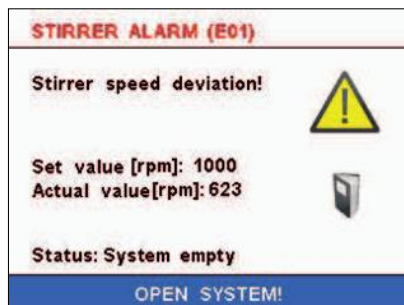 STIRRER ALARM (E01)
Stirrer speed deviation!
Set value [rpm]: 1000
Actual value[rpm]: 623
Status: System empty
OPEN SYSTEM!